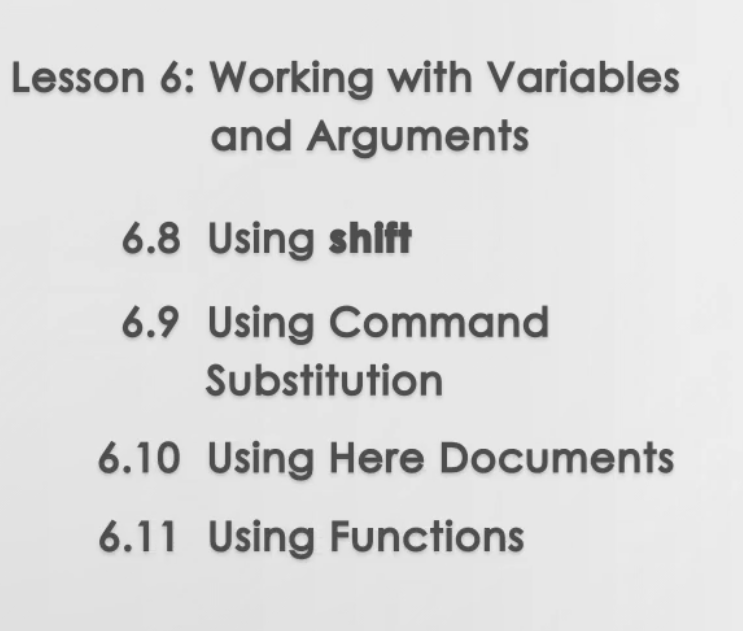 Lesson 6: Working with Variables
and Arguments
6.8 Using shift
6.9 Using Command
Substitution
6.10 Using Here Documents
6.11 Using Functions